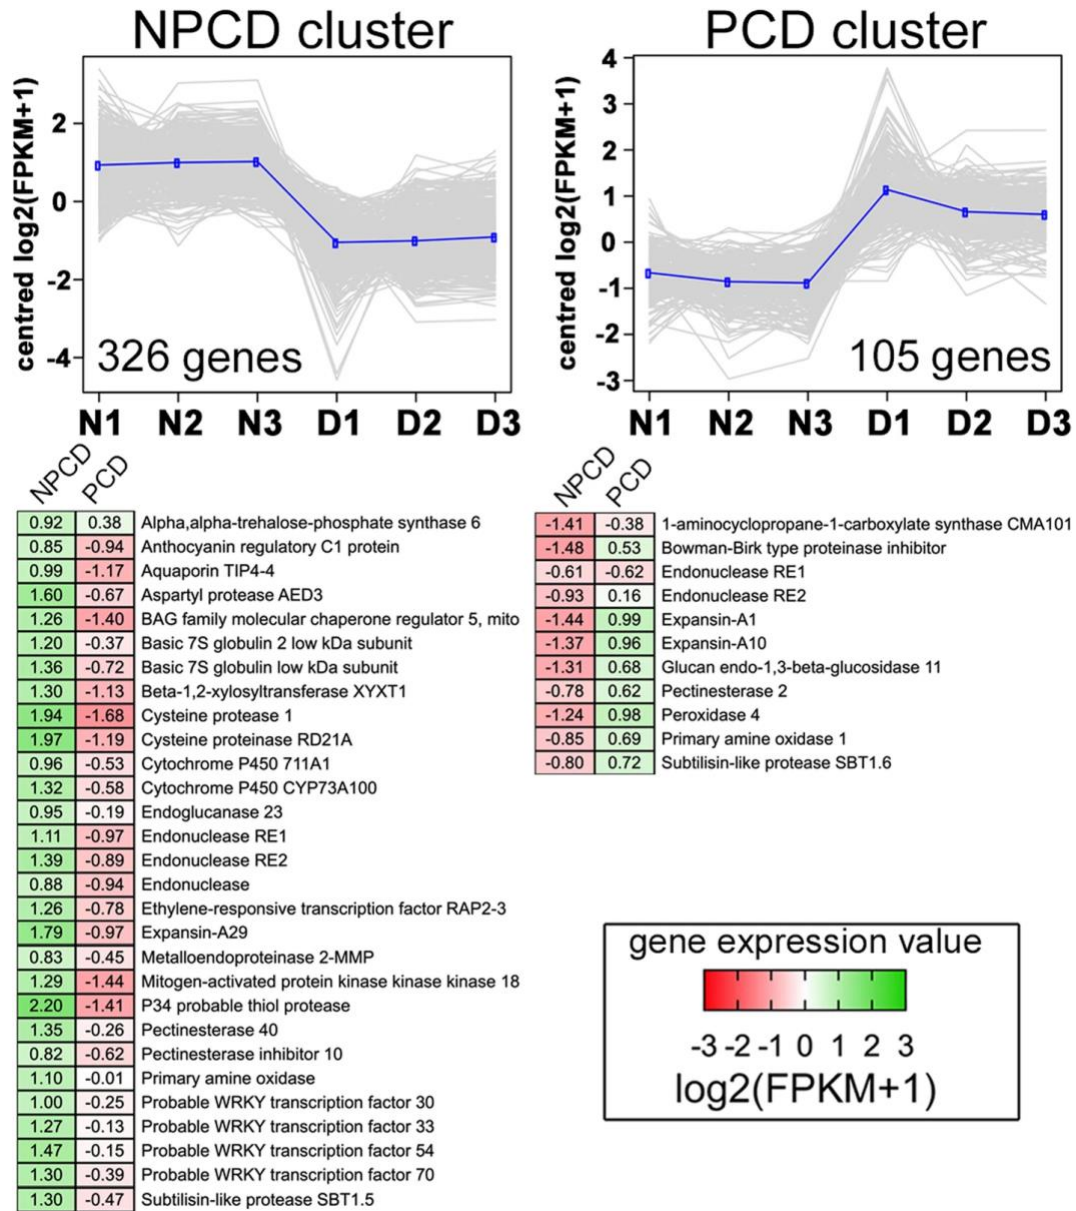 NPCD cluster
PCD cluster
centred log2(FPKM+1)
2
0
-2
-4
326 genes
N1 N2 N3 D1 D2 D3
centred log2(FPKM+1)
4
3
2
1
0
-1
-2
-3
105 genes
N1 N2 N3 D1 D2 D3
NPCD PCD
0.92 0.38 Alpha,alpha-trehalose-phosphate synthase 6
0.85 -0.94 Anthocyanin regulatory C1 protein
0.99 -1.17 Aquaporin TIP4-4
1.60 -0.67 Aspartyl protease AED3
1.26 -1.40 BAG family molecular chaperone regulator 5, mito
1.20 -0.37 Basic 7S globulin 2 low kDa subunit
1.36 -0.72 Basic 7S globulin low kDa subunit
1.30 -1.13 Beta-1,2-xylosyltransferase XYXT1
1.94 -1.68 Cysteine protease 1
1.97 -1.19 Cysteine proteinase RD21A
0.96 -0.53 Cytochrome P450 711A1
1.32 -0.58 Cytochrome P450 CYP73A100
0.95 -0.19 Endoglucanase 23
1.11 -0.97 Endonuclease RE1
1.39 -0.89 Endonuclease RE2
0.88 -0.94 Endonuclease
1.26 -0.78 Ethylene-responsive transcription factor RAP2-3
1.79 -0.97 Expansin-A29
0.83 -0.45 Metalloendoproteinase 2-MMP
1.29 -1.44 Mitogen-activated protein kinase kinase kinase 18
2.20 -1.41 P34 probable thiol protease
1.35 -0.26 Pectinesterase 40
0.82 -0.62 Pectinesterase inhibitor 10
1.10 -0.01 Primary amine oxidase
1.00 -0.25 Probable WRKY transcription factor 30
1.27 -0.13 Probable WRKY transcription factor 33
1.47 -0.15 Probable WRKY transcription factor 54
1.30 -0.39 Probable WRKY transcription factor 70
1.30 -0.47 Subtilisin-like protease SBT1.5
NPCD PCD
-1.41 -0.38 1-aminocyclopropane-1-carboxylate synthase CMA101
-1.48 0.53 Bowman-Birk type proteinase inhibitor
-0.61 -0.62 Endonuclease RE1
-0.93 0.16 Endonuclease RE2
-1.44 0.99 Expansin-A1
-1.37 0.96 Expansin-A10
-1.31 0.68 Glucan endo-1,3-beta-glucosidase 11
-0.78 0.62 Pectinesterase 2
-1.24 0.98 Peroxidase 4
-0.85 0.69 Primary amine oxidase 1
-0.80 0.72 Subtilisin-like protease SBT1.6
gene expression value
-3 -2 -1 0 1 2 3
log2(FPKM+1)